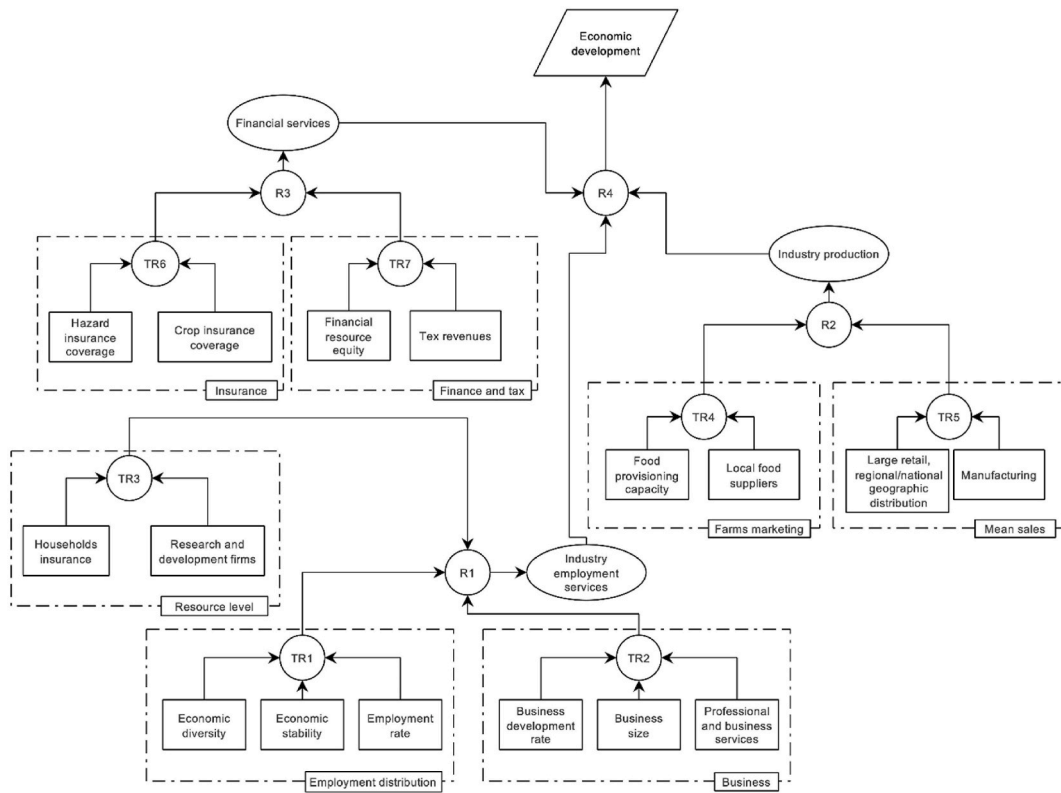 Economic
development
Financial services
R3
R4
TR6
TR7
Industry production
Hazard
insurance
coverage
Crop insurance
coverage
Financial
resource
equity
Tex revenues
R2
Insurance
Finance and tax
TR4
TR5
TR3
Food
provisioning
capacity
Local food
suppliers
Large retail,
regional/national
geographic
distribution
Manufacturing
Farms marketing
Mean sales
Households
insurance
Research and
development firms
R1
Industry
employment
services
Resource level
TR1
TR2
Economic
diversity
Economic
stability
Employment
rate
Business
development
rate
Business
size
Professional
and business
services
Employment distribution
Business